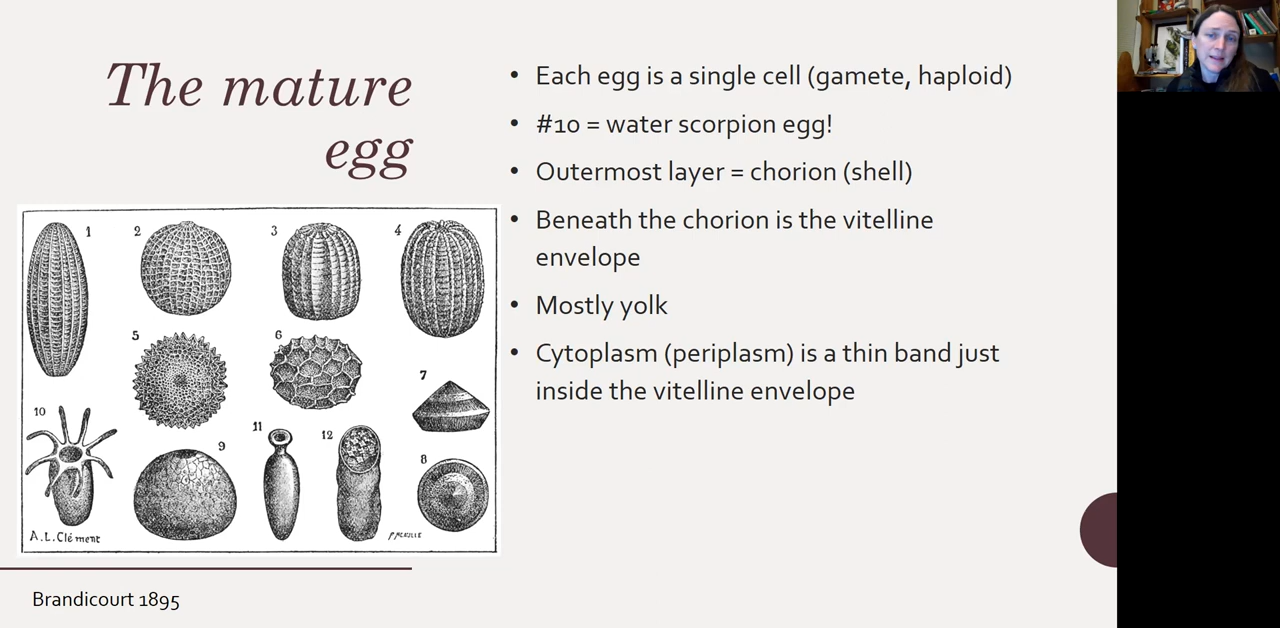 The mature
egg
• Each egg is a single cell (gamete, haploid)
• #10 = water scorpion egg!
• Outermost layer = chorion (shell)
• Beneath the chorion is the vitelline
envelope
• Mostly yolk
• Cytoplasm (periplasm) is a thin band just
inside the vitelline envelope
1
2
3
4
5
6
7
10
11
12
9
8
A.L.Clément
Brandicourt 1895